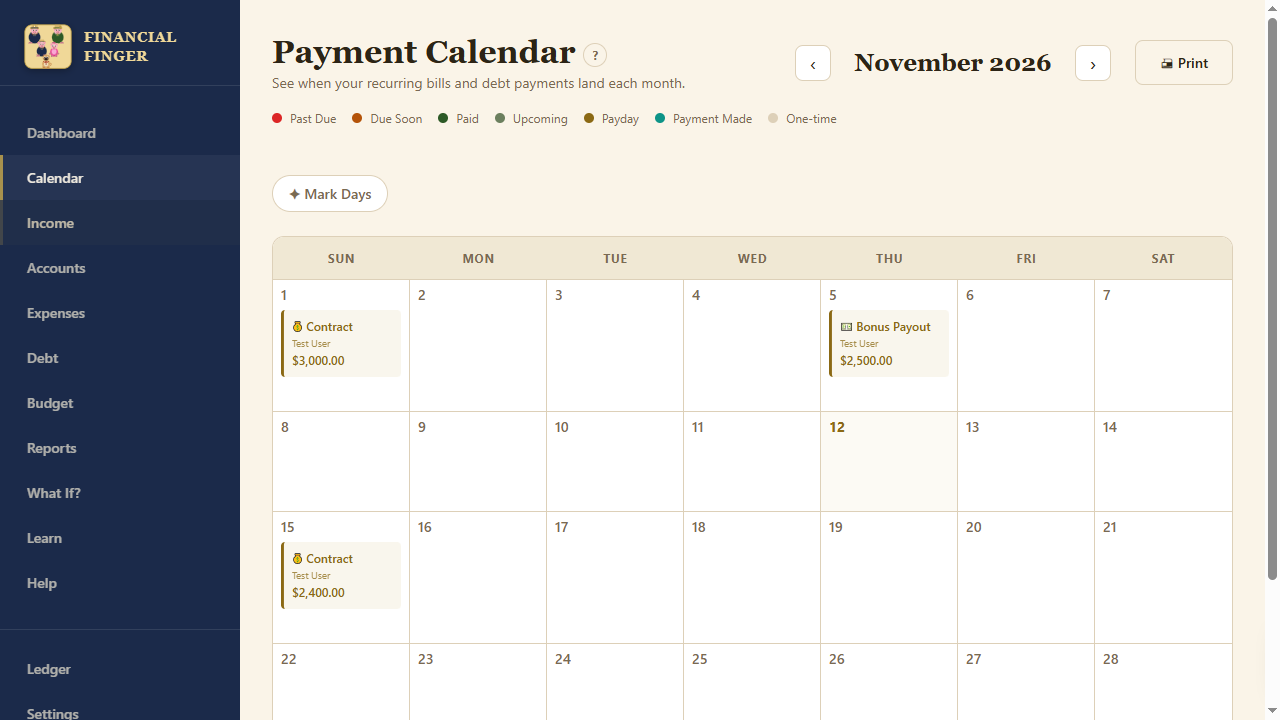 FINANCIAL
FINGER
Dashboard
Calendar
Income
Accounts
Expenses
Debt
Budget
Reports
What If?
Learn
Help
Ledger
Settings
Payment Calendar ?
See when your recurring bills and debt payments land each month.
‹ November 2026 ›
Print
Past Due Due Soon Paid Upcoming Payday Payment Made One-time
✦ Mark Days
SUN MON TUE WED THU FRI SAT
1 2 3 4 5 6 7
Contract
Test User
$3,000.00
Bonus Payout
Test User
$2,500.00
8 9 10 11 12 13 14
15 16 17 18 19 20 21
Contract
Test User
$2,400.00
22 23 24 25 26 27 28